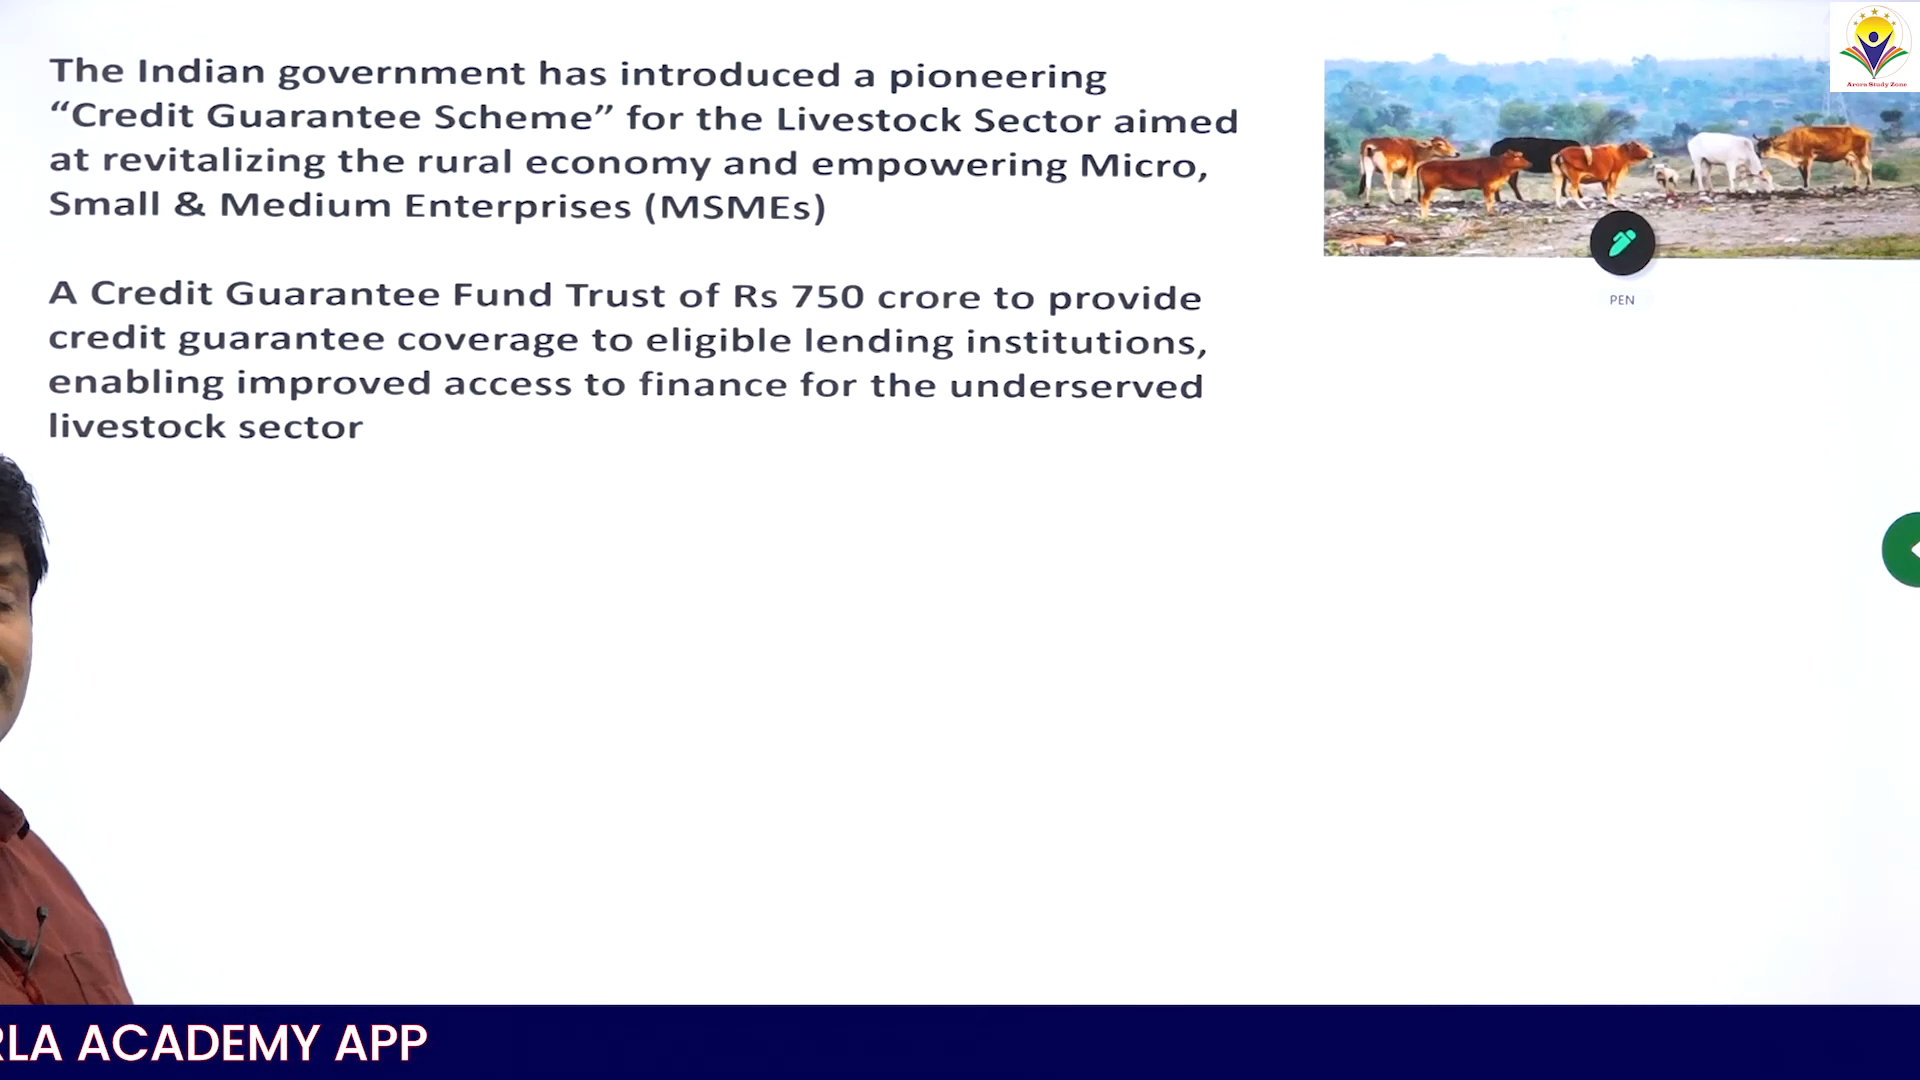 The Indian government has introduced a pioneering
“Credit Guarantee Scheme” for the Livestock Sector aimed
at revitalizing the rural economy and empowering Micro,
Small & Medium Enterprises (MSMEs)
A Credit Guarantee Fund Trust of Rs 750 crore to provide
credit guarantee coverage to eligible lending institutions,
enabling improved access to finance for the underserved
livestock sector
Arora Study Zone
PEN
RLA ACADEMY APP